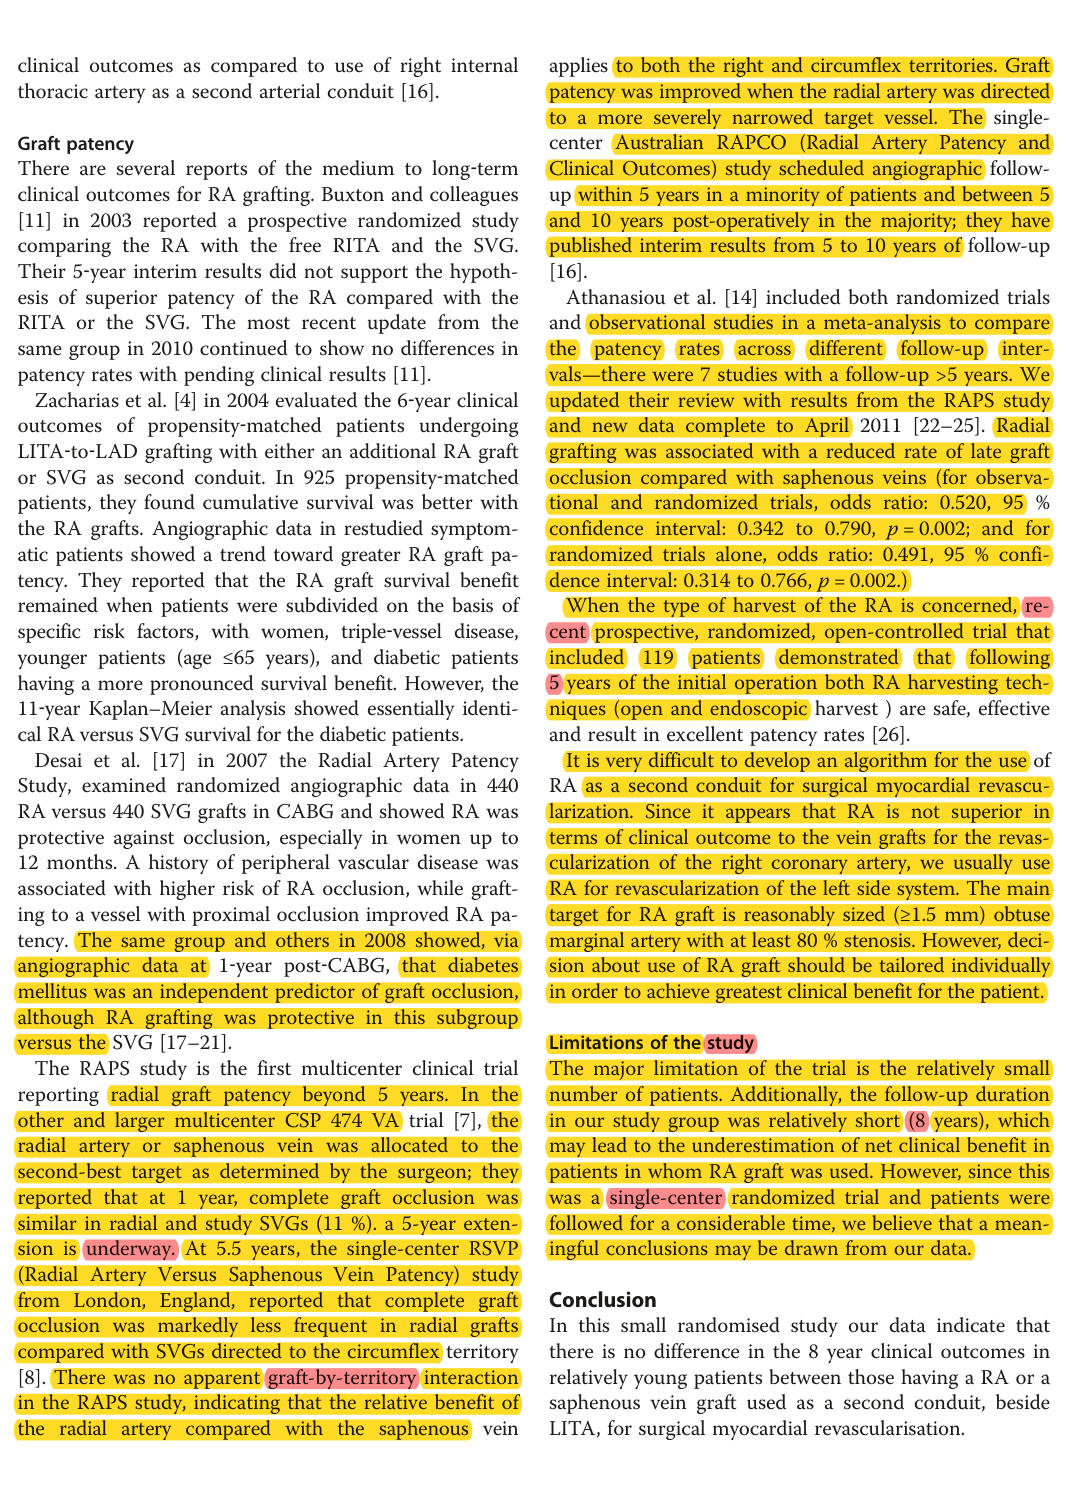 clinical outcomes as compared to use of right internal
thoracic artery as a second arterial conduit [16].
Graft patency
There are several reports of the medium to long-term
clinical outcomes for RA grafting. Buxton and colleagues
[11] in 2003 reported a prospective randomized study
comparing the RA with the free RITA and the SVG.
Their 5-year interim results did not support the hypoth-
esis of superior patency of the RA compared with the
RITA or the SVG. The most recent update from the
same group in 2010 continued to show no differences in
patency rates with pending clinical results [11].
Zacharias et al. [4] in 2004 evaluated the 6-year clinical
outcomes of propensity-matched patients undergoing
LITA-to-LAD grafting with either an additional RA graft
or SVG as second conduit. In 925 propensity-matched
patients, they found cumulative survival was better with
the RA grafts. Angiographic data in restudied symptom-
atic patients showed a trend toward greater RA graft pa-
tency. They reported that the RA graft survival benefit
remained when patients were subdivided on the basis of
specific risk factors, with women, triple-vessel disease,
younger patients (age ≤65 years), and diabetic patients
having a more pronounced survival benefit. However, the
11-year Kaplan–Meier analysis showed essentially identi-
cal RA versus SVG survival for the diabetic patients.
Desai et al. [17] in 2007 the Radial Artery Patency
Study, examined randomized angiographic data in 440
RA versus 440 SVG grafts in CABG and showed RA was
protective against occlusion, especially in women up to
12 months. A history of peripheral vascular disease was
associated with higher risk of RA occlusion, while graft-
ing to a vessel with proximal occlusion improved RA pa-
tency. The same group and others in 2008 showed, via
angiographic data at 1-year post-CABG, that diabetes
mellitus was an independent predictor of graft occlusion,
although RA grafting was protective in this subgroup
versus the SVG [17–21].
The RAPS study is the first multicenter clinical trial
reporting radial graft patency beyond 5 years. In the
other and larger multicenter CSP 474 VA trial [7], the
radial artery or saphenous vein was allocated to the
second-best target as determined by the surgeon; they
reported that at 1 year, complete graft occlusion was
similar in radial and study SVGs (11 %). a 5-year exten-
sion is underway. At 5.5 years, the single-center RSVP
(Radial Artery Versus Saphenous Vein Patency) study
from London, England, reported that complete graft
occlusion was markedly less frequent in radial grafts
compared with SVGs directed to the circumflex territory
[8]. There was no apparent graft-by-territory interaction
in the RAPS study, indicating that the relative benefit of
the radial artery compared with the saphenous vein
applies to both the right and circumflex territories. Graft
patency was improved when the radial artery was directed
to a more severely narrowed target vessel. The single-
center Australian RAPCO (Radial Artery Patency and
Clinical Outcomes) study scheduled angiographic follow-
up within 5 years in a minority of patients and between 5
and 10 years post-operatively in the majority; they have
published interim results from 5 to 10 years of follow-up
[16].
Athanasiou et al. [14] included both randomized trials
and observational studies in a meta-analysis to compare
the patency rates across different follow-up inter-
vals—there were 7 studies with a follow-up >5 years. We
updated their review with results from the RAPS study
and new data complete to April 2011 [22–25]. Radial
grafting was associated with a reduced rate of late graft
occlusion compared with saphenous veins (for observa-
tional and randomized trials, odds ratio: 0.520, 95 %
confidence interval: 0.342 to 0.790, p = 0.002; and for
randomized trials alone, odds ratio: 0.491, 95 % confi-
dence interval: 0.314 to 0.766, p = 0.002.)
When the type of harvest of the RA is concerned, re-
cent prospective, randomized, open-controlled trial that
included 119 patients demonstrated that following
5 years of the initial operation both RA harvesting tech-
niques (open and endoscopic harvest ) are safe, effective
and result in excellent patency rates [26].
It is very difficult to develop an algorithm for the use of
RA as a second conduit for surgical myocardial revascu-
larization. Since it appears that RA is not superior in
terms of clinical outcome to the vein grafts for the revas-
cularization of the right coronary artery, we usually use
RA for revascularization of the left side system. The main
target for RA graft is reasonably sized (≥1.5 mm) obtuse
marginal artery with at least 80 % stenosis. However, deci-
sion about use of RA graft should be tailored individually
in order to achieve greatest clinical benefit for the patient.
Limitations of the study
The major limitation of the trial is the relatively small
number of patients. Additionally, the follow-up duration
in our study group was relatively short (8 years), which
may lead to the underestimation of net clinical benefit in
patients in whom RA graft was used. However, since this
was a single-center randomized trial and patients were
followed for a considerable time, we believe that a mean-
ingful conclusions may be drawn from our data.
Conclusion
In this small randomised study our data indicate that
there is no difference in the 8 year clinical outcomes in
relatively young patients between those having a RA or a
saphenous vein graft used as a second conduit, beside
LITA, for surgical myocardial revascularisation.